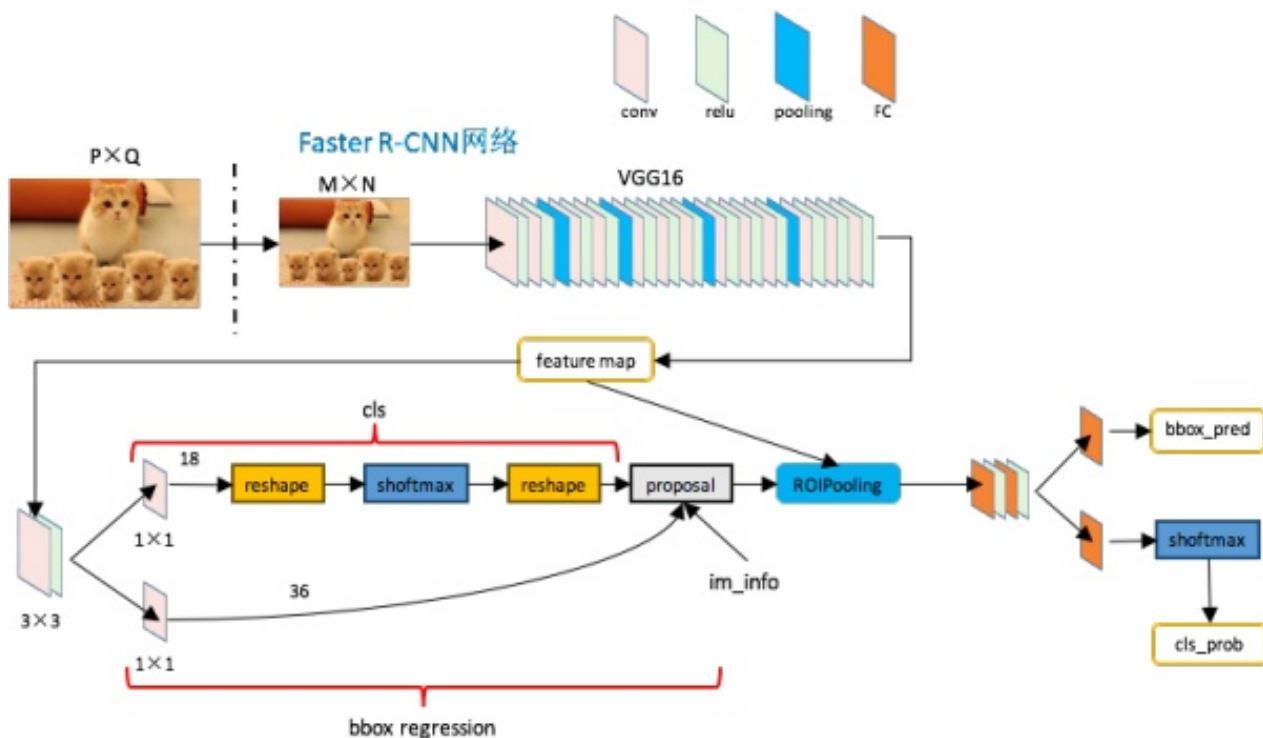 conv
relu
pooling
FC
Faster R-CNN网络
P×Q
M×N
VGG16
feature map
cls
18
reshape
shoftmax
reshape
proposal
ROIPooling
bbox_pred
1×1
shoftmax
im_info
36
3×3
1×1
cls_prob
bbox regression